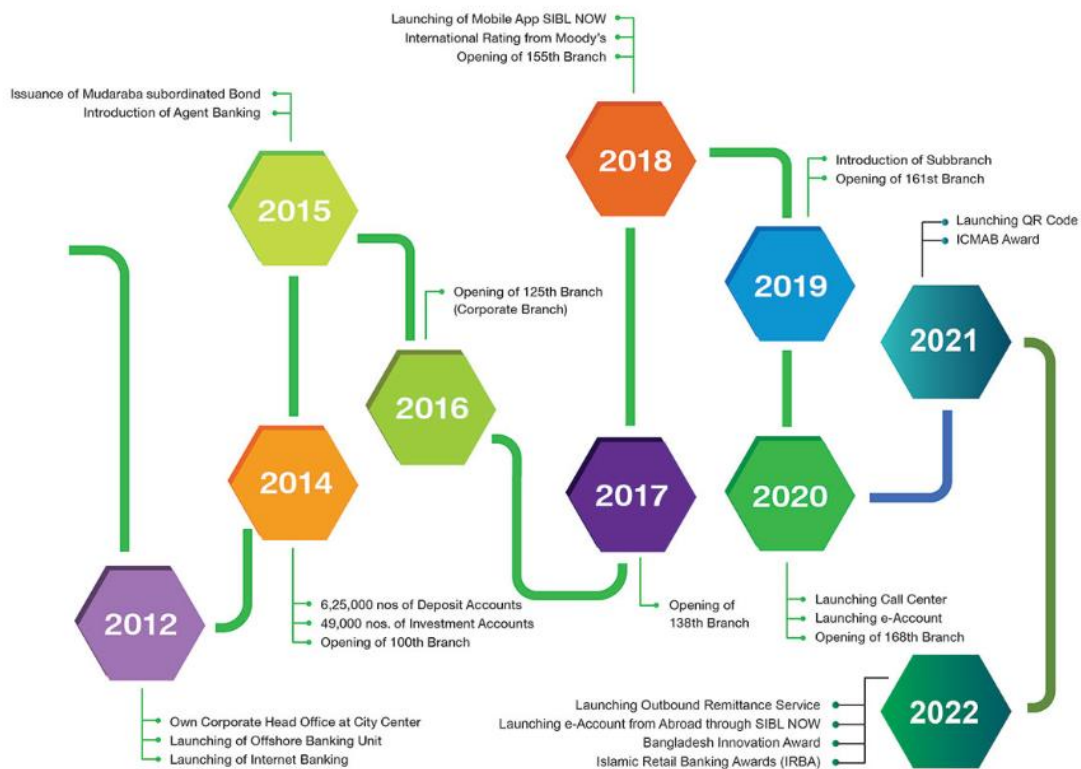 Launching of Mobile App SIBL NOW
International Rating from Moody's
Opening of 155th Branch
Issuance of Mudaraba subordinated Bond
Introduction of Agent Banking
2018
Introduction of Subbranch
Opening of 161st Branch
2015
Launching QR Code
ICMAB Award
2019
Opening of 125th Branch
(Corporate Branch)
2021
2016
2014
2017
2020
6,25,000 nos of Deposit Accounts
49,000 nos. of Investment Accounts
Opening of 100th Branch
Opening of
138th Branch
Launching Call Center
Launching e-Account
Opening of 168th Branch
2012
Own Corporate Head Office at City Center
Launching of Offshore Banking Unit
Launching of Internet Banking
Launching Outbound Remittance Service
Launching e-Account from Abroad through SIBL NOW
Bangladesh Innovation Award
Islamic Retail Banking Awards (IRBA)
2022